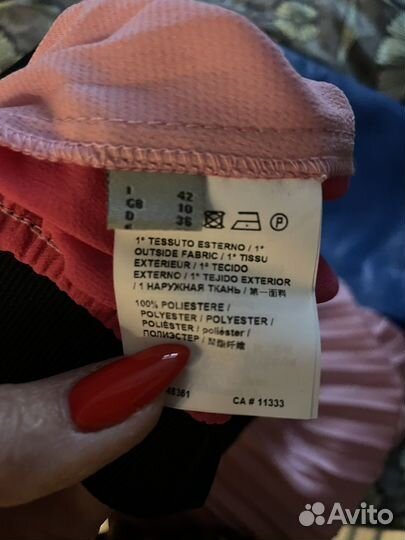 I 42
GB 10
D 36
P
1° TESSUTO ESTERNO / 1°
OUTSIDE FABRIC / 1° TISSU
EXTERIEUR / 1° TECIDO
EXTERNO / 1° TEJIDO EXTERIOR
/ 1 НАРУЖНАЯ ТКАНЬ / 第一面料
100% POLIESTERE /
POLYESTER / POLYESTER /
POLIÉSTER / poliéster /
ПОЛИЭСТЕР / 聚酯纤维
CA # 11333
Avito